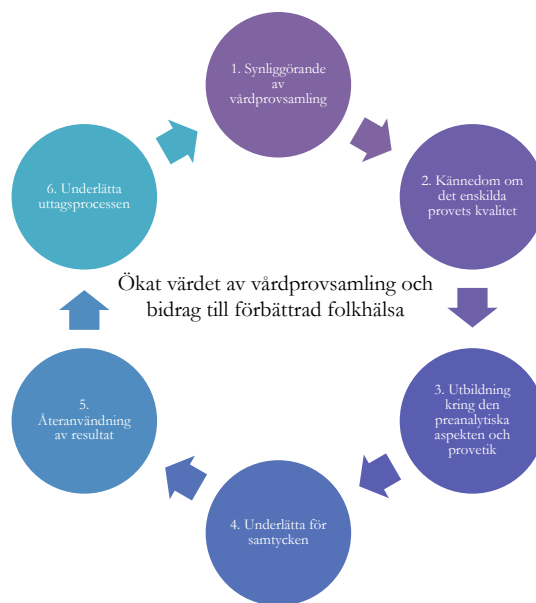 1. Synliggörande
av
vårdprovsamling
2. Kännedom om
det enskilda
provets kvalitet
3. Utbildning
kring den
preanalytiska
aspekten och
provetik
4. Underlätta för
samtycken
5.
Återanvändning
av resultat
6. Underlätta
uttagsprocessen
Ökat värdet av vårdprovsamling och
bidrag till förbättrad folkhälsa